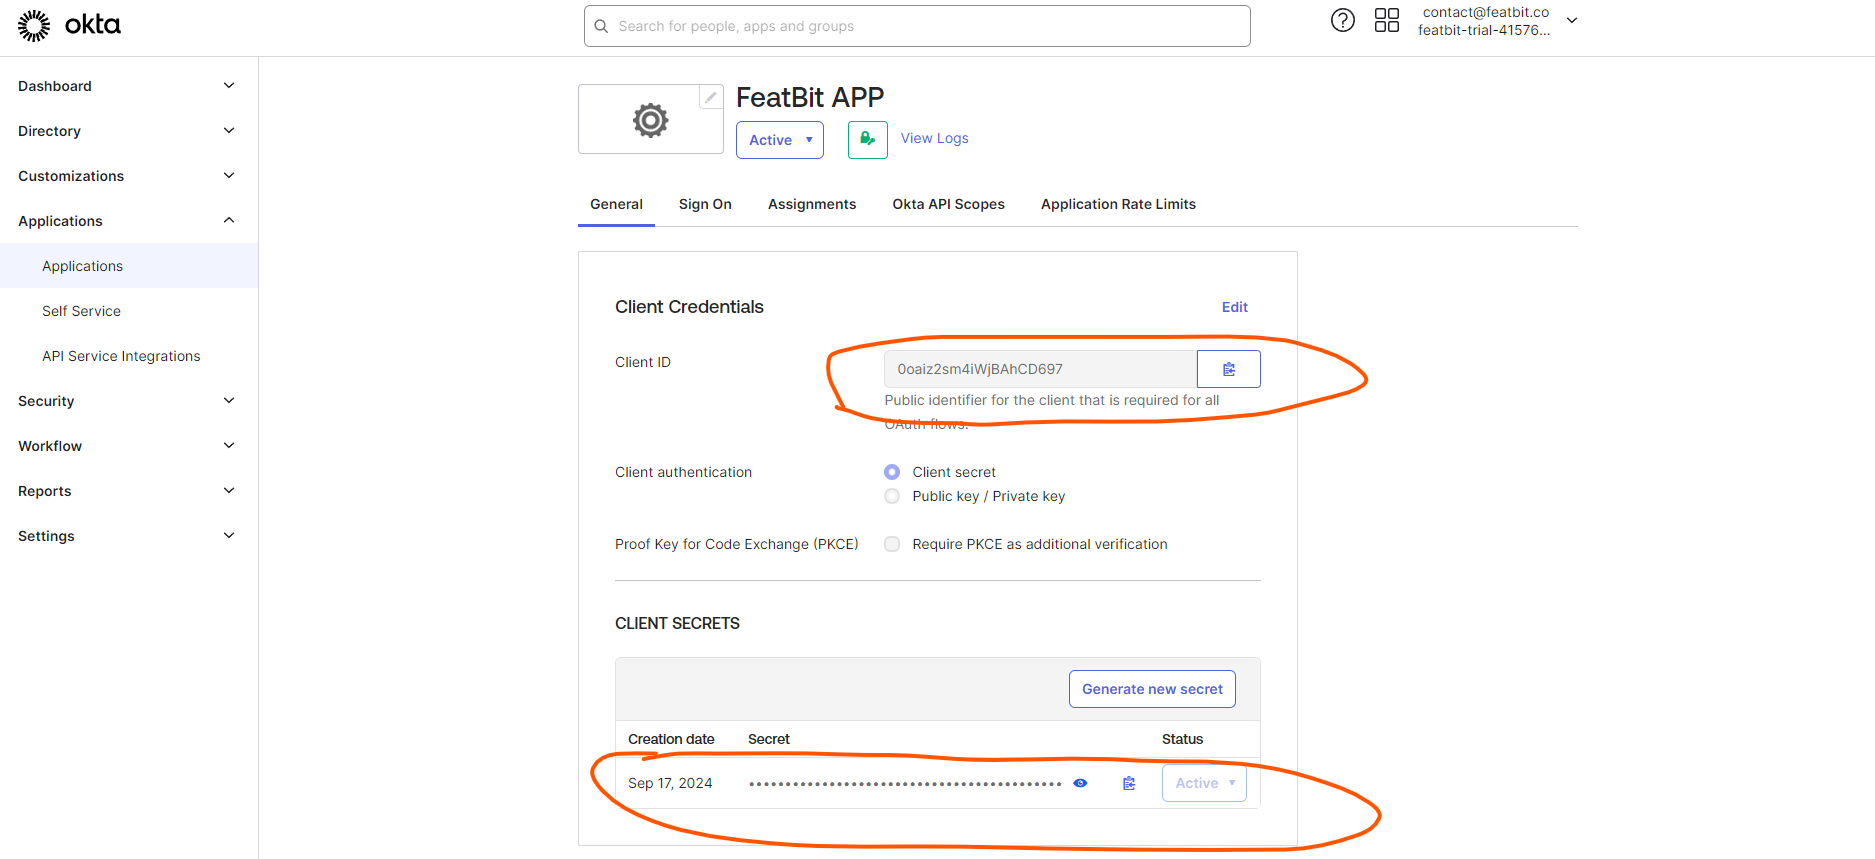 okta
Search for people, apps and groups
contact@featbit.co
featbit-trial-41576...
Dashboard
Directory
Customizations
Applications
Applications
Self Service
API Service Integrations
Security
Workflow
Reports
Settings
FeatBit APP
Active
View Logs
General Sign On Assignments Okta API Scopes Application Rate Limits
Client Credentials Edit
Client ID 0oaiz2sm4iWjBAhCD697
Public identifier for the client that is required for all
OAuth flows.
Client authentication Client secret
Public key / Private key
Proof Key for Code Exchange (PKCE) Require PKCE as additional verification
CLIENT SECRETS
Generate new secret
Creation date Secret Status
Sep 17, 2024 ••••••••••••••••••••••••••••••••••••••••••• Active